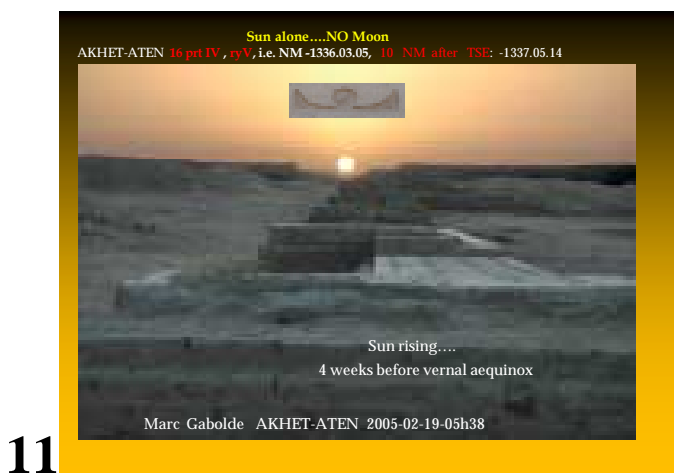 Sun alone....NO Moon
AKHET-ATEN 16 prt IV , ryV, i.e. NM -1336.03.05, 10 NM after TSE: -1337.05.14
Sun rising....
4 weeks before vernal aequinox
Marc Gabolde AKHET-ATEN 2005-02-19-05h38
11